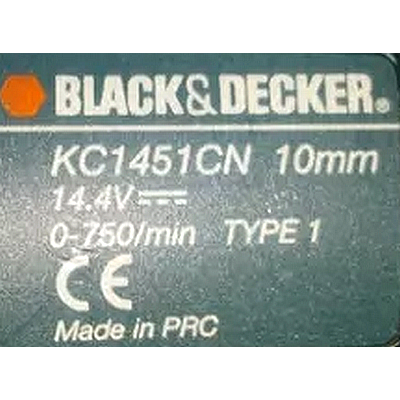 BLACK&DECKER®
KC1451CN 10mm
14.4V⎓
0-750/min TYPE 1
CE
Made in PRC